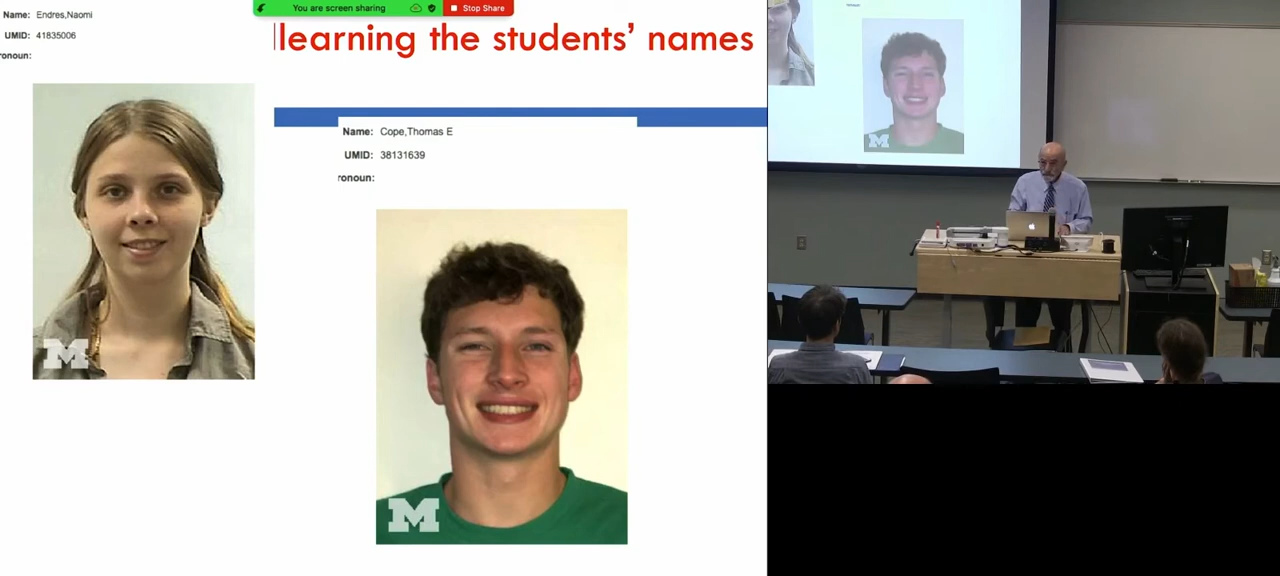 You are screen sharing
Stop Share
learning the students' names
Name: Endres,Naomi
UMID: 41835006
ronoun:
M
Name: Cope,Thomas E
UMID: 38131639
ronoun:
M
M